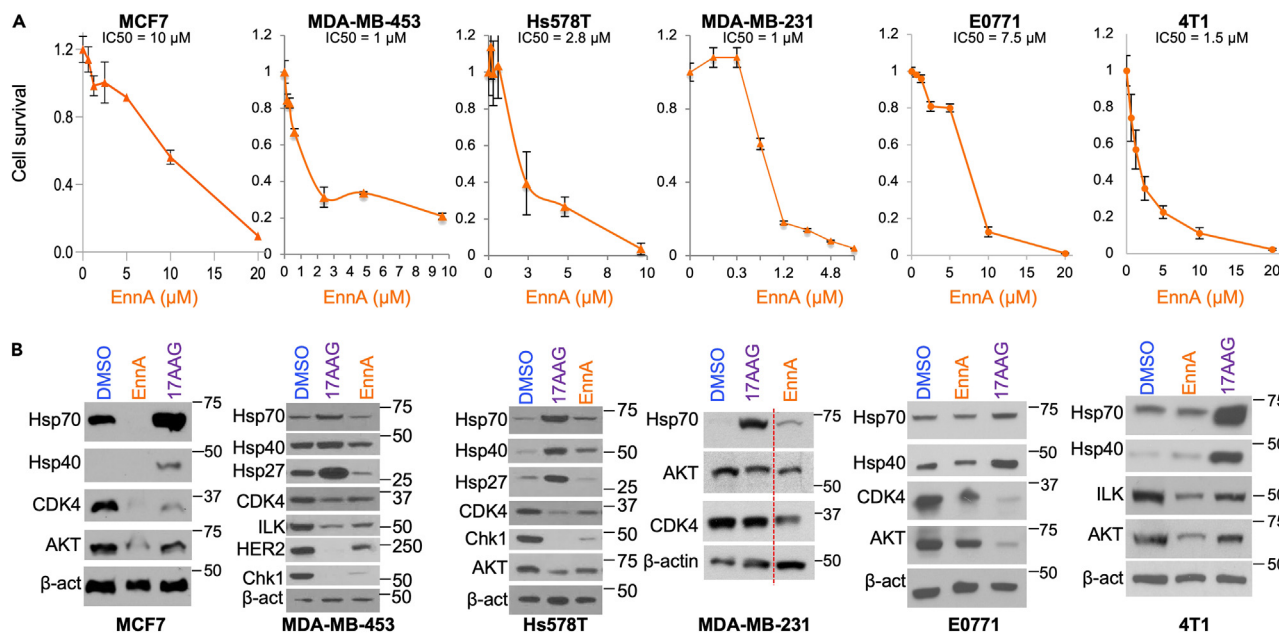 A
MCF7
IC50 = 10 µM
MDA-MB-453
IC50 = 1 µM
Hs578T
IC50 = 2.8 µM
MDA-MB-231
IC50 = 1 µM
E0771
IC50 = 7.5 µM
4T1
IC50 = 1.5 µM
Cell survival
1.2
0.8
0.4
0.0
0 5 10 15 20
EnnA (µM)
1.2
1
0.8
0.6
0.4
0.2
0
0 1 2 3 4 5 6 7 8 9 10
EnnA (µM)
1.2
1
0.8
0.6
0.4
0.2
0
0 3 5 8 10
EnnA (µM)
1.2
1
0.8
0.6
0.4
0.2
0
0 0.3 1.2 4.8
EnnA (µM)
1.2
1
0.8
0.6
0.4
0.2
0
0 5 10 15 20
EnnA (µM)
1.2
1
0.8
0.6
0.4
0.2
0
0 5 10 15 20
EnnA (µM)
B
DMSO EnnA 17AAG
Hsp70 75
Hsp40 50
CDK4 37
AKT 75
β-act 50
MCF7
DMSO 17AAG EnnA
Hsp70 75
Hsp40 50
Hsp27 25
CDK4 37
ILK 50
HER2 250
Chk1 50
β-act 50
MDA-MB-453
DMSO 17AAG EnnA
Hsp70 75
Hsp40 50
Hsp27 25
CDK4 37
Chk1 50
AKT 75
β-act 50
Hs578T
DMSO 17AAG EnnA
Hsp70 75
AKT 50
CDK4 37
β-actin 50
MDA-MB-231
DMSO EnnA 17AAG
Hsp70 75
Hsp40 50
CDK4 37
AKT 75
β-act 50
E0771
DMSO EnnA 17AAG
Hsp70 75
Hsp40 50
ILK 50
AKT 75
β-act 50
4T1